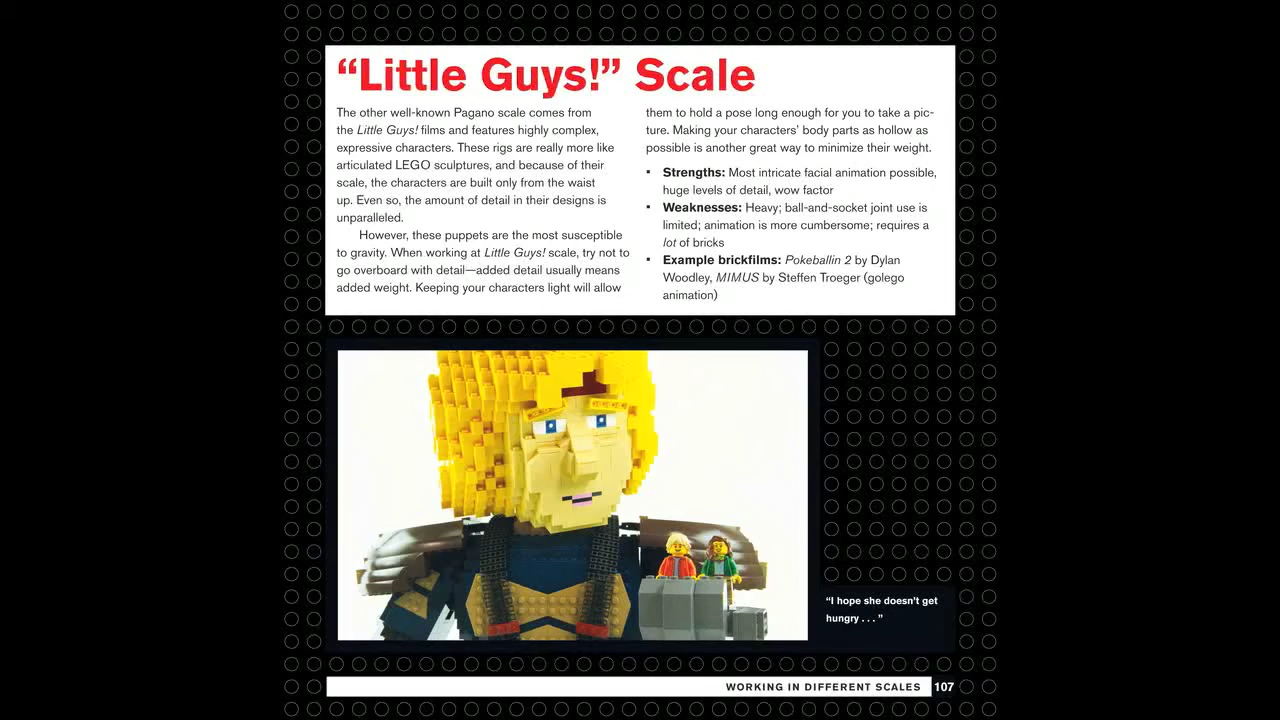 “Little Guys!” Scale
The other well-known Pagano scale comes from
the Little Guys! films and features highly complex,
expressive characters. These rigs are really more like
articulated LEGO sculptures, and because of their
scale, the characters are built only from the waist
up. Even so, the amount of detail in their designs is
unparalleled.
However, these puppets are the most susceptible
to gravity. When working at Little Guys! scale, try not to
go overboard with detail—added detail usually means
added weight. Keeping your characters light will allow
them to hold a pose long enough for you to take a pic-
ture. Making your characters’ body parts as hollow as
possible is another great way to minimize their weight.
▪ Strengths: Most intricate facial animation possible,
huge levels of detail, wow factor
▪ Weaknesses: Heavy; ball-and-socket joint use is
limited; animation is more cumbersome; requires a
lot of bricks
▪ Example brickfilms: Pokeballin 2 by Dylan
Woodley, MIMUS by Steffen Troeger (golego
animation)
“I hope she doesn’t get
hungry . . . ”
WORKING IN DIFFERENT SCALES 107